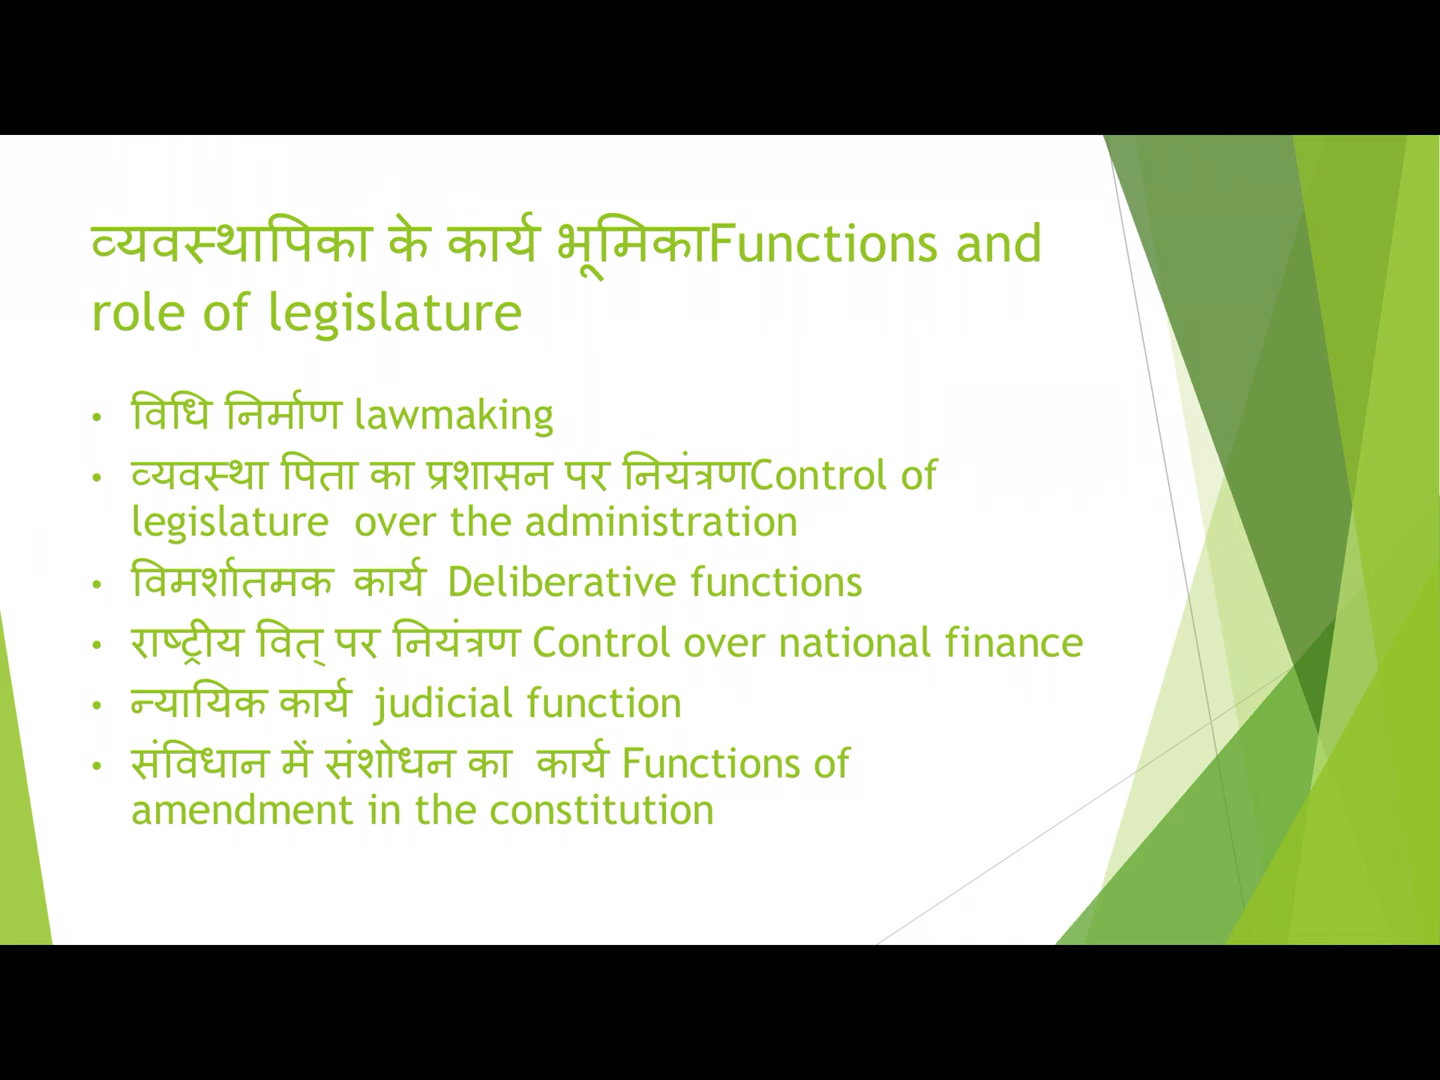 व्यवस्थापिका के कार्य भूमिकाFunctions and
role of legislature
• विधि निर्माण lawmaking
• व्यवस्था पिता का प्रशासन पर नियंत्रणControl of
legislature over the administration
• विमर्शातमक कार्य Deliberative functions
• राष्ट्रीय वित् पर नियंत्रण Control over national finance
• न्यायिक कार्य judicial function
• संविधान में संशोधन का कार्य Functions of
amendment in the constitution